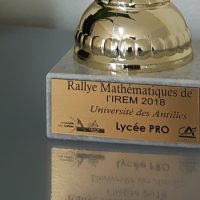 Rallye Mathématiques de
l'IREM 2018
Université des Antilles
Lycée PRO